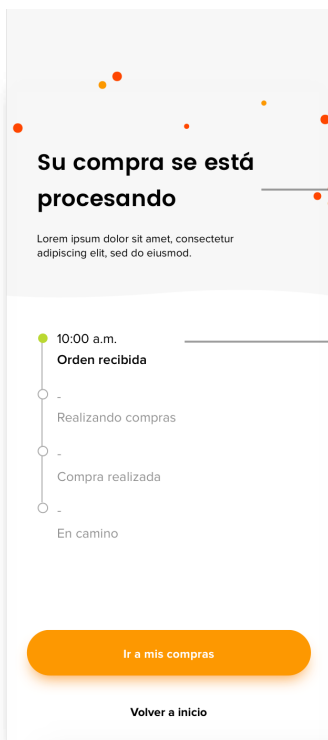 Su compra se está
procesando
Lorem ipsum dolor sit amet, consectetur
adipiscing elit, sed do eiusmod.
10:00 a.m.
Orden recibida
-
Realizando compras
-
Compra realizada
-
En camino
Ir a mis compras
Volver a inicio